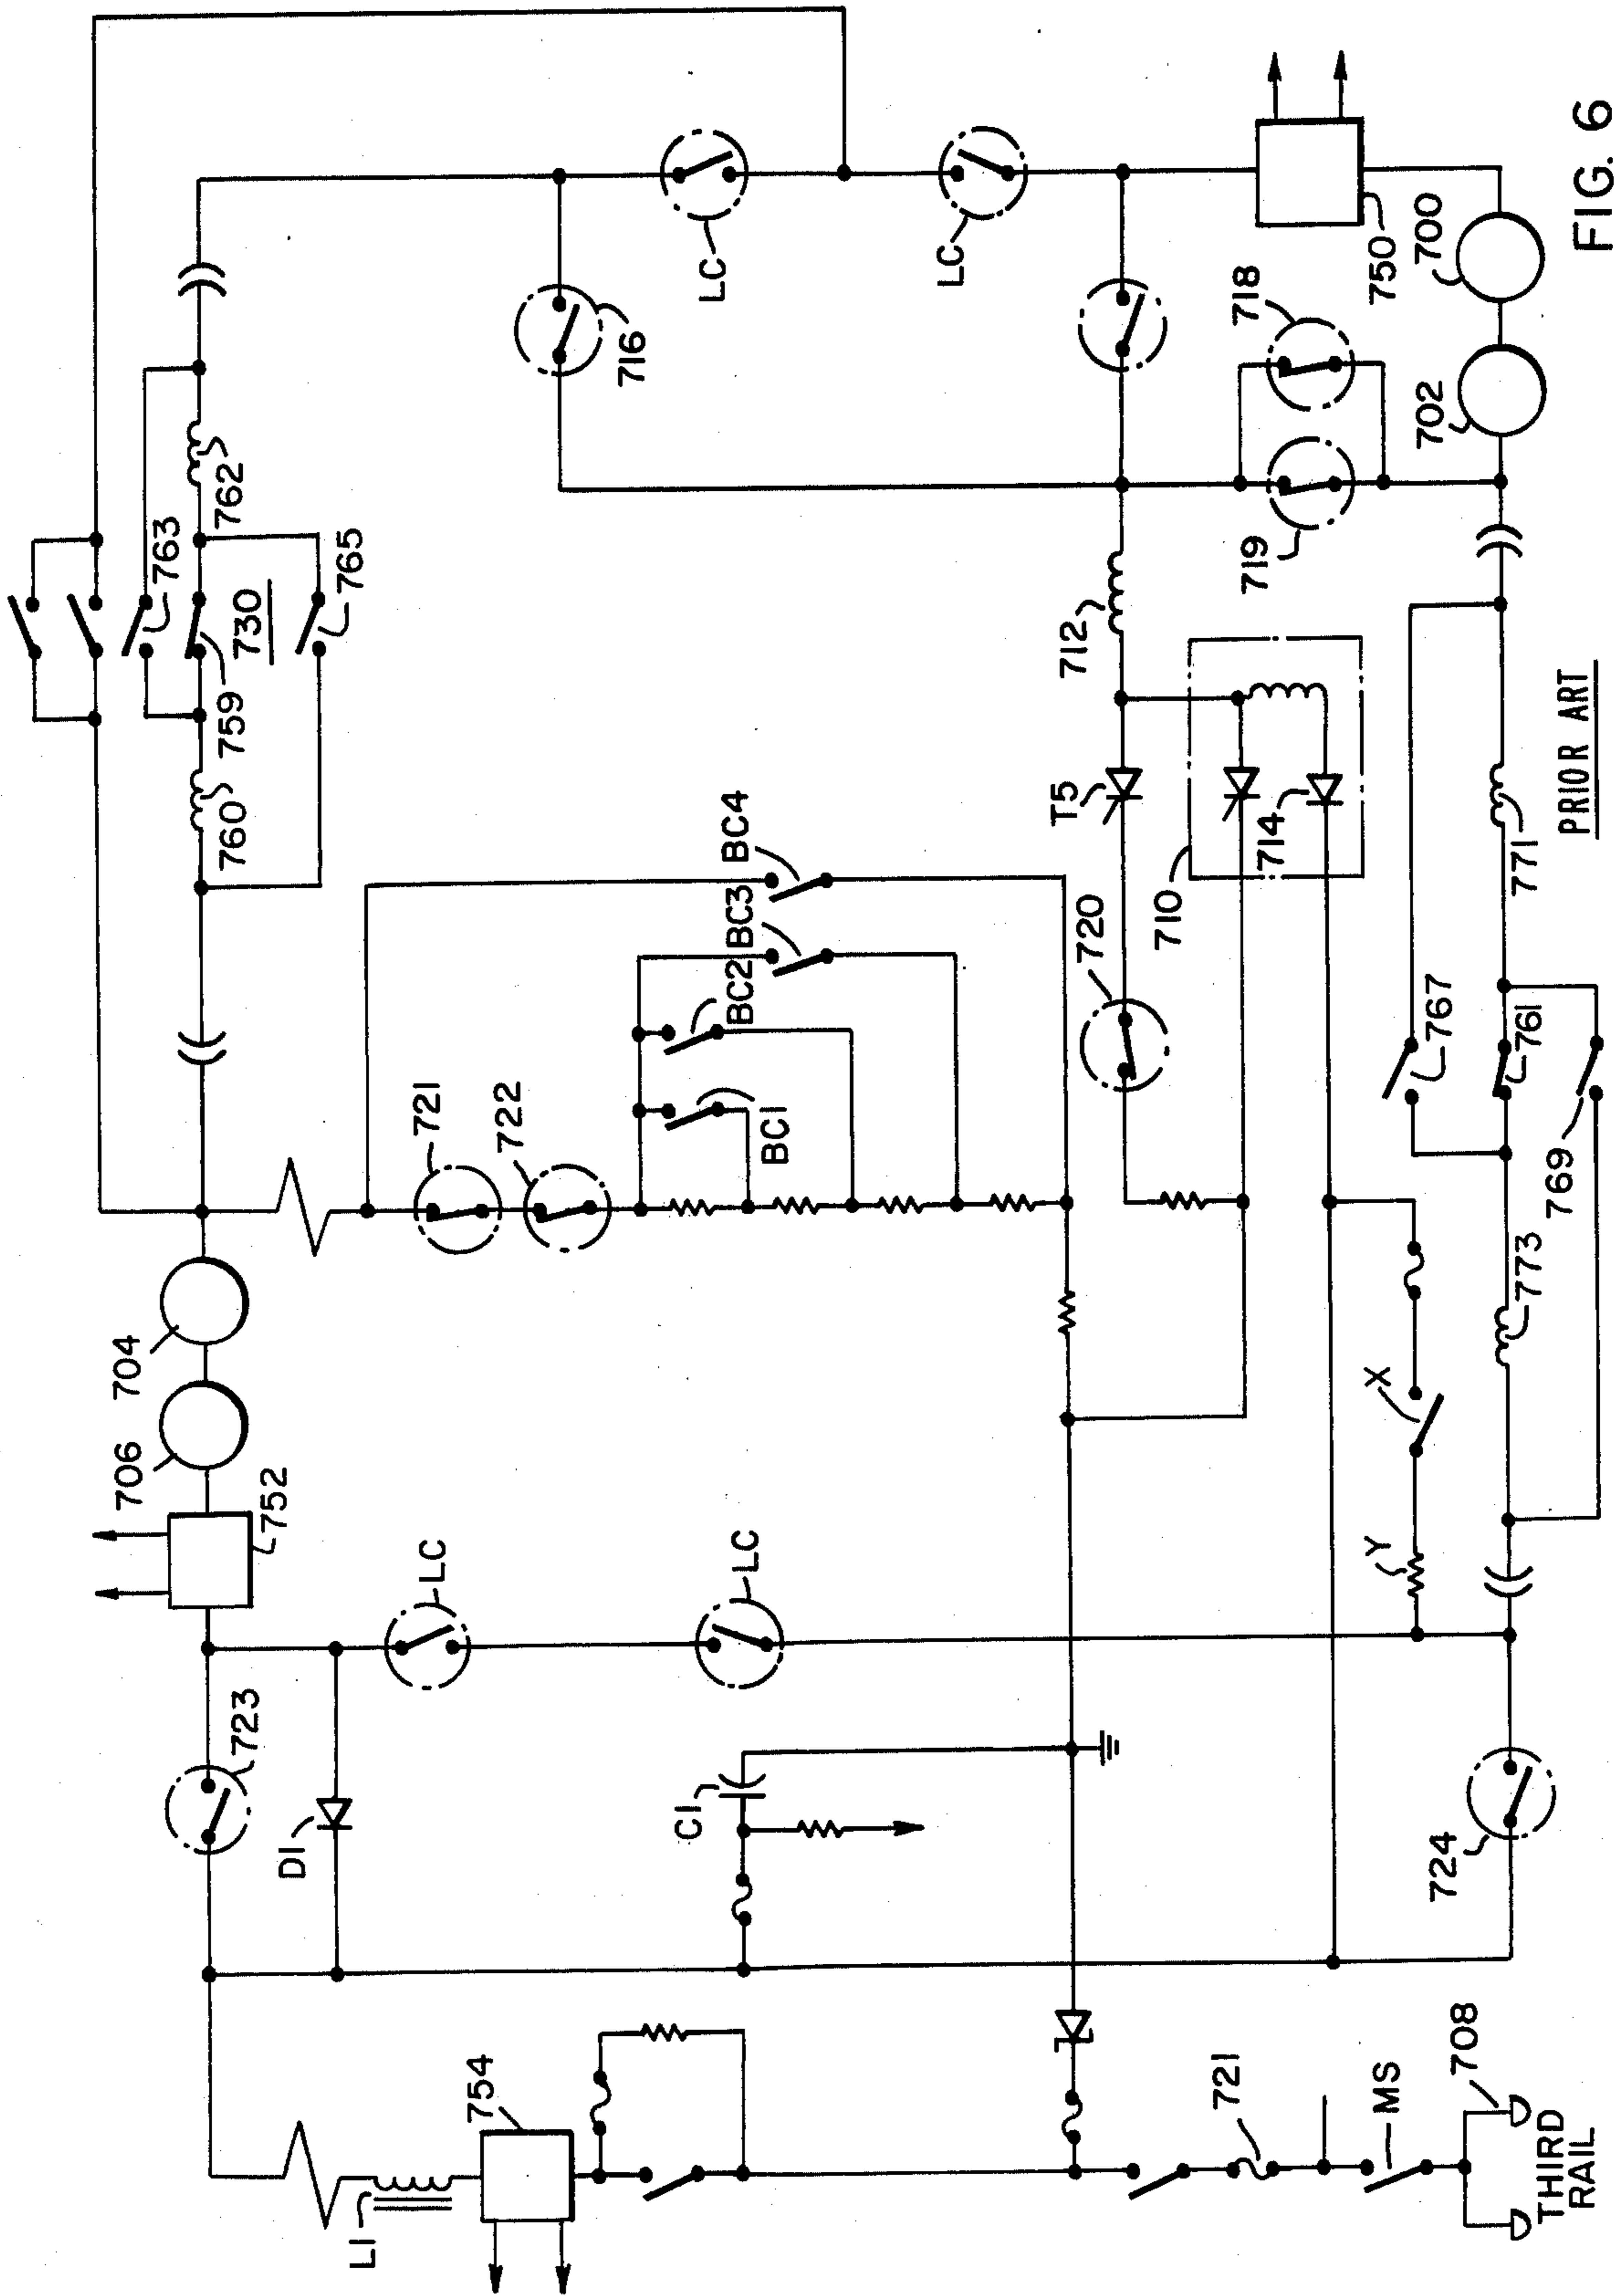 763
762
730
759
765
760
704
706
752
723
D1
LC
LC
716
LC
LC
721
722
BC1
BC2
BC3
BC4
C1
L1
754
T5
720
712
710
714
719
718
702
700
750
X
Y
767
761
769
771
773
724
721
MS
708
THIRD
RAIL
PRIOR ART
FIG. 6